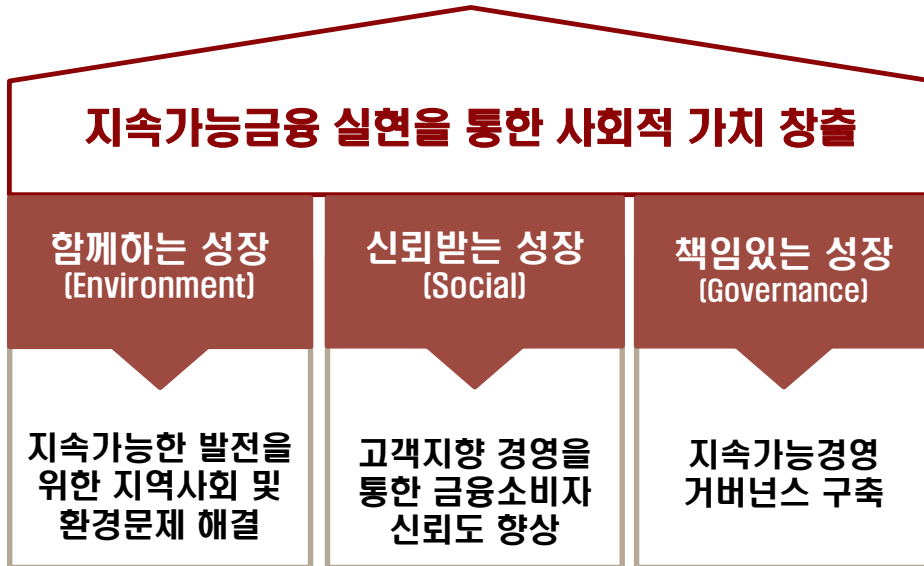 지속가능금융 실현을 통한 사회적 가치 창출
함께하는 성장
(Environment)
신뢰받는 성장
(Social)
책임있는 성장
(Governance)
지속가능한 발전을
위한 지역사회 및
환경문제 해결
고객지향 경영을
통한 금융소비자
신뢰도 향상
지속가능경영
거버넌스 구축